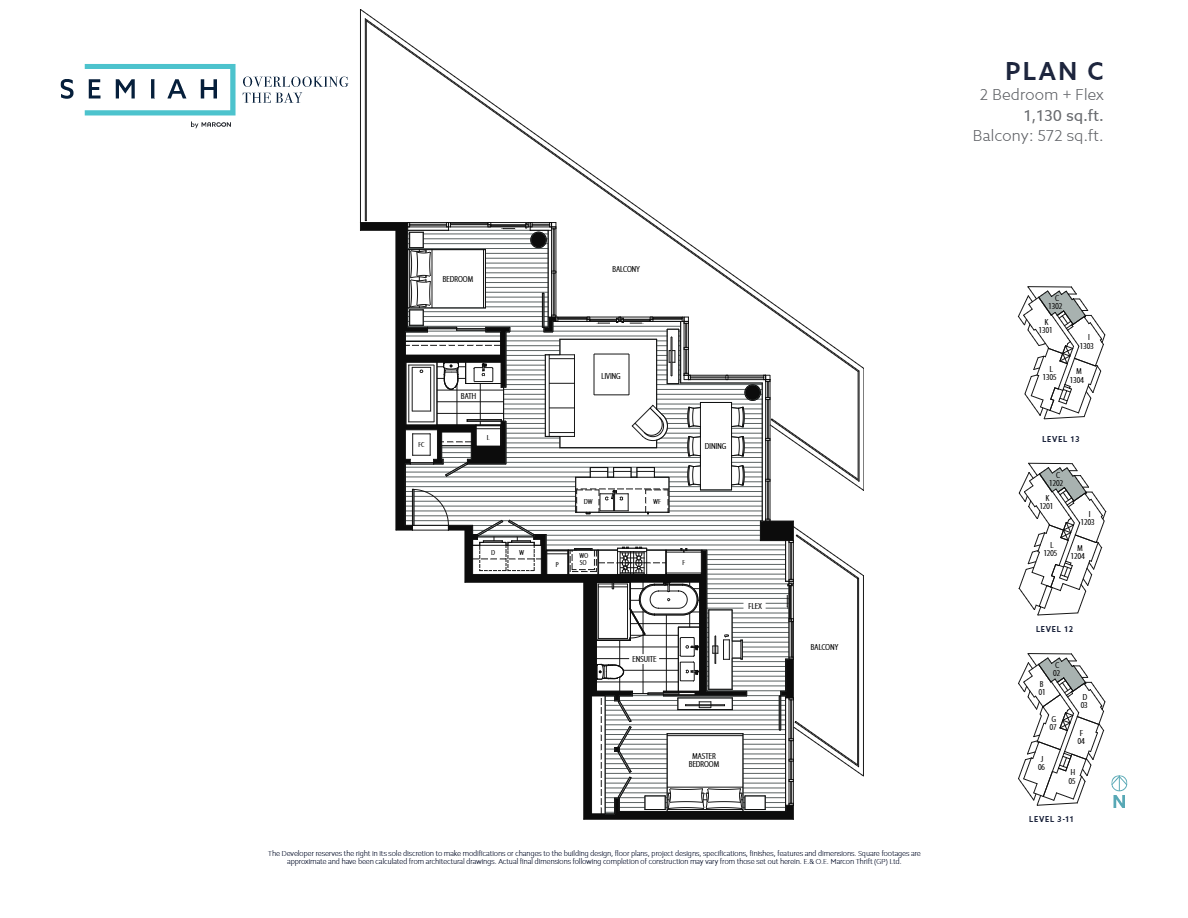 SEMIAH
OVERLOOKING
THE BAY
by MARCON
PLAN C
2 Bedroom + Flex
1,130 sq.ft.
Balcony: 572 sq.ft.
BALCONY
BEDROOM
LIVING
BATH
DINING
FC
L
DW
WF
D
W
P
WO
SO
F
FLEX
ENSUITE
BALCONY
MASTER
BEDROOM
C
1302
K
1301
I
1303
L
1305
M
1304
LEVEL 13
C
1202
K
1201
I
1203
L
1205
M
1204
LEVEL 12
C
02
B
01
D
03
G
07
F
04
J
06
H
05
LEVEL 3-11
N
The Developer reserves the right in its sole discretion to make modifications or changes to the building design, floor plans, project designs, specifications, finishes, features and dimensions. Square footages are
approximate and have been calculated from architectural drawings. Actual final dimensions following completion of construction may vary from those set out herein. E.& O.E. Marcon Thrift (GP) Ltd.